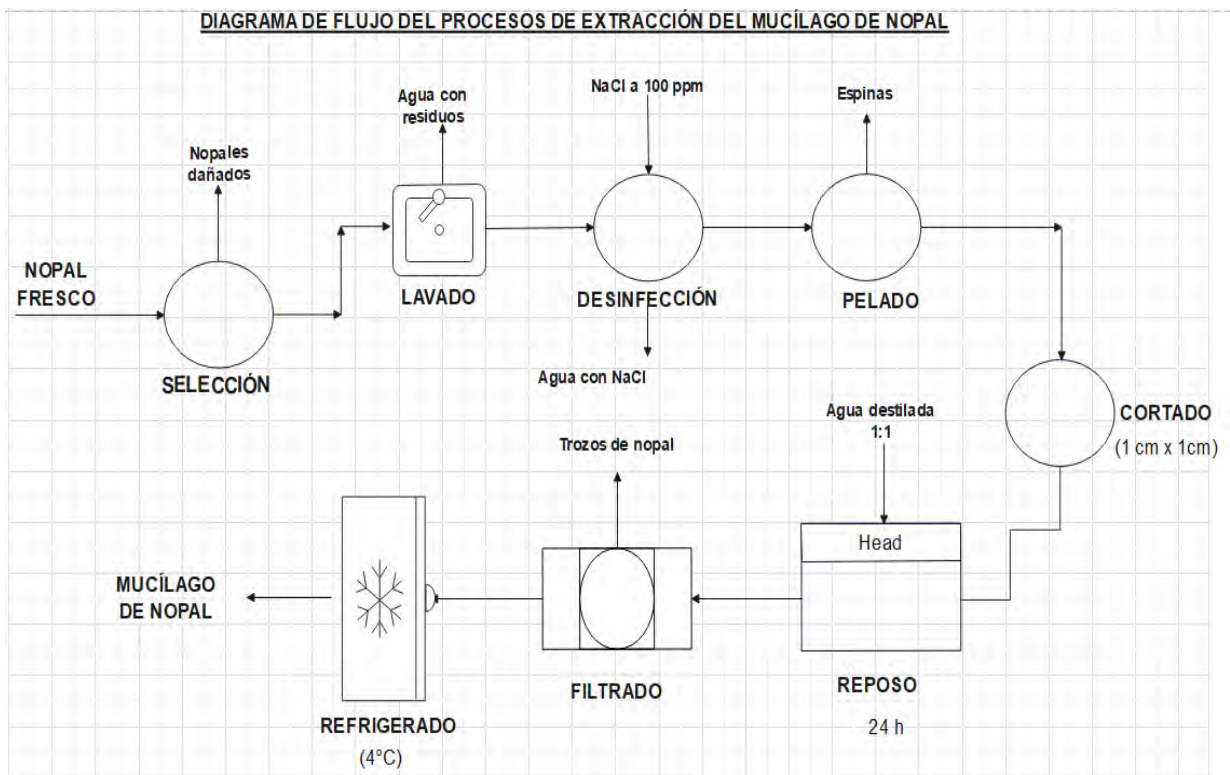 DIAGRAMA DE FLUJO DEL PROCESOS DE EXTRACCIÓN DEL MUCÍLAGO DE NOPAL
NOPAL
FRESCO
Nopales
dañados
SELECCIÓN
Agua con
residuos
LAVADO
NaCl a 100 ppm
DESINFECCIÓN
Agua con NaCl
Espinas
PELADO
CORTADO
(1 cm x 1cm)
Agua destilada
1:1
Head
REPOSO
24 h
Trozos de nopal
FILTRADO
REFRIGERADO
(4°C)
MUCÍLAGO
DE NOPAL